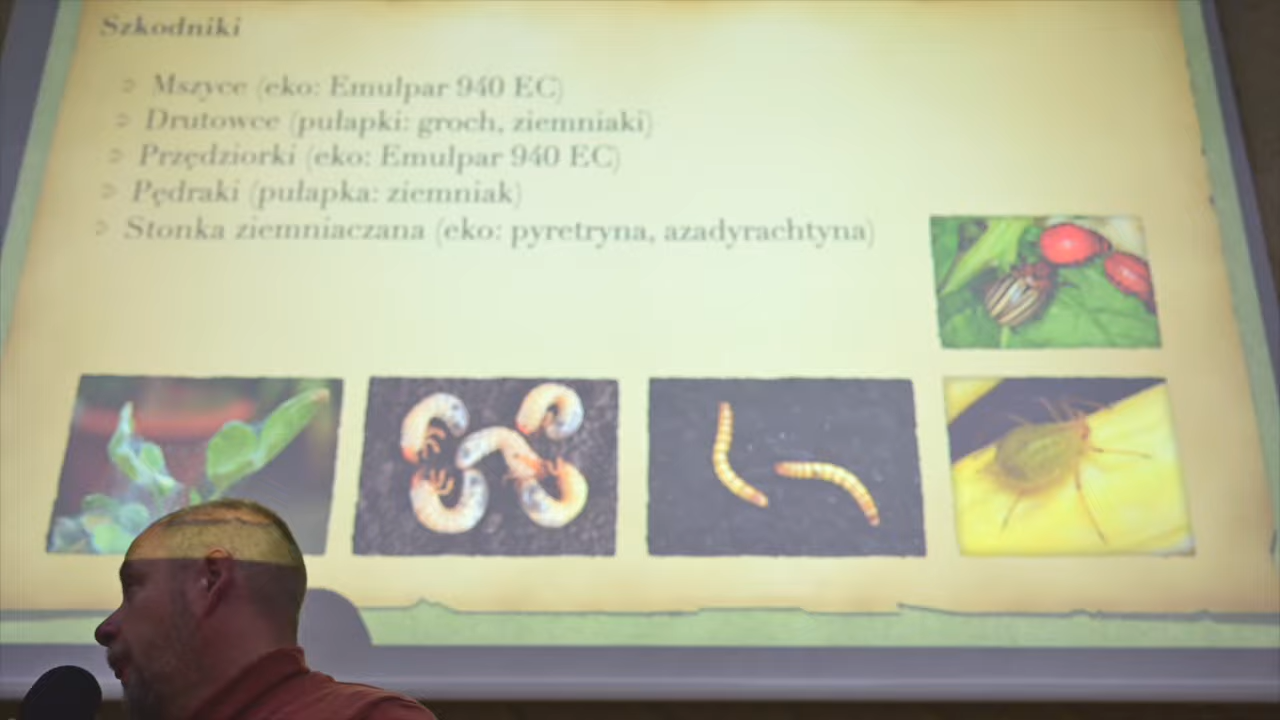 Szkodniki
Mszyce (eko: Emulpar 940 EC)
Drutowce (pułapki: groch, ziemniaki)
Przędziorki (eko: Emulpar 940 EC)
Pędraki (pułapka: ziemniak)
Stonka ziemniaczana (eko: pyretryna, azadyrachtyna)